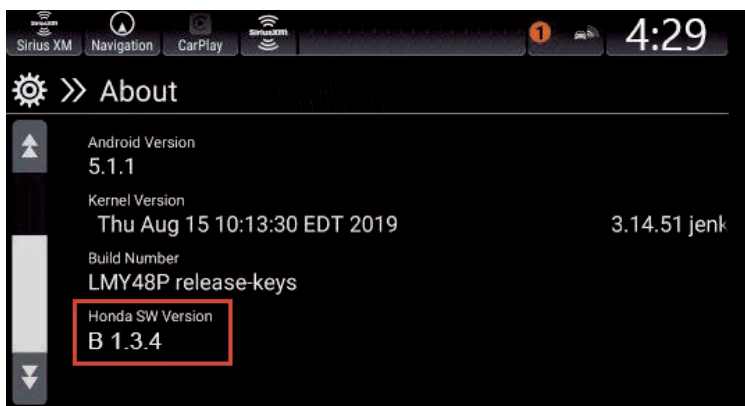 SiriusXM
Sirius XM
Navigation
CarPlay
SiriusXM
1
4:29
About
Android Version
5.1.1
Kernel Version
Thu Aug 15 10:13:30 EDT 2019 3.14.51 jenk
Build Number
LMY48P release-keys
Honda SW Version
B 1.3.4